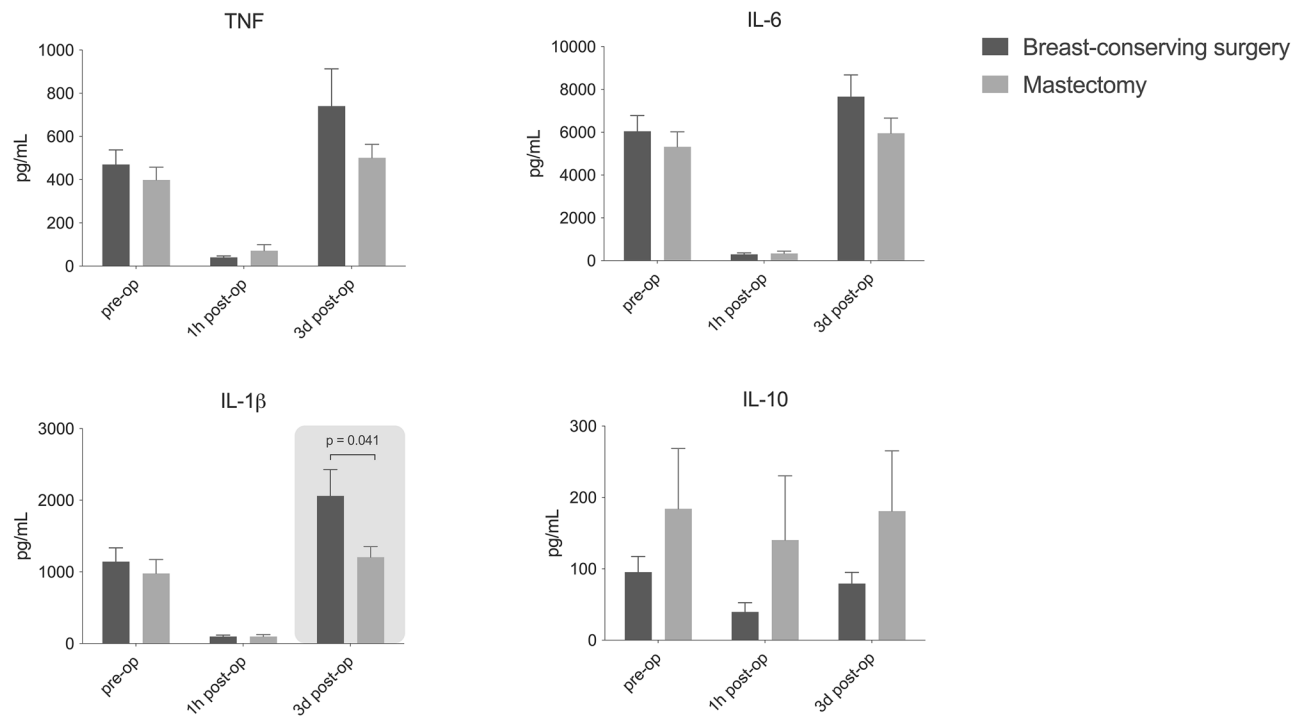 TNF
1000
800
600
400
200
0
pg/mL
pre-op
1h post-op
3d post-op
IL-6
10000
8000
6000
4000
2000
0
pg/mL
pre-op
1h post-op
3d post-op
Breast-conserving surgery
Mastectomy
IL-1β
3000
2000
1000
0
pg/mL
p = 0.041
pre-op
1h post-op
3d post-op
IL-10
300
200
100
0
pg/mL
pre-op
1h post-op
3d post-op